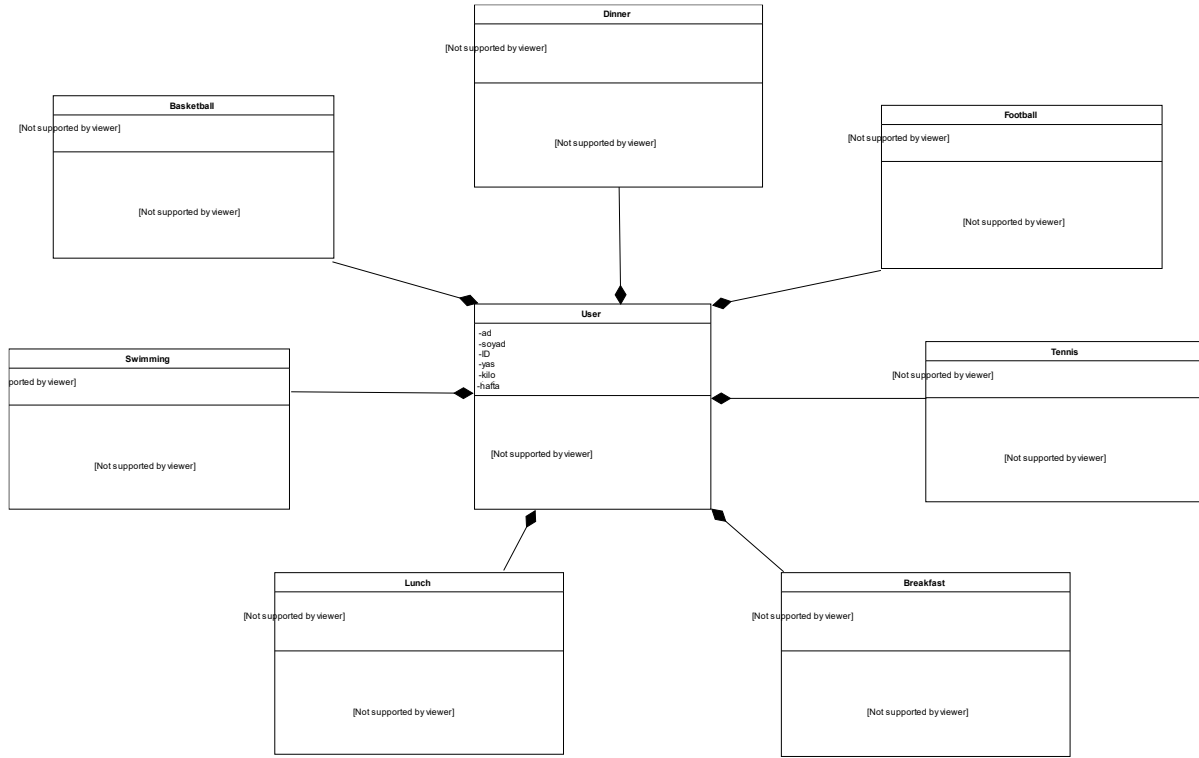 Dinner
[Not supported by viewer]
[Not supported by viewer]
Basketball
[Not supported by viewer]
[Not supported by viewer]
Football
[Not supported by viewer]
[Not supported by viewer]
User
-ad
-soyad
-ID
-yas
-kilo
-hafta
[Not supported by viewer]
Swimming
ported by viewer]
[Not supported by viewer]
Tennis
[Not supported by viewer]
[Not supported by viewer]
Lunch
[Not supported by viewer]
[Not supported by viewer]
Breakfast
[Not supported by viewer]
[Not supported by viewer]